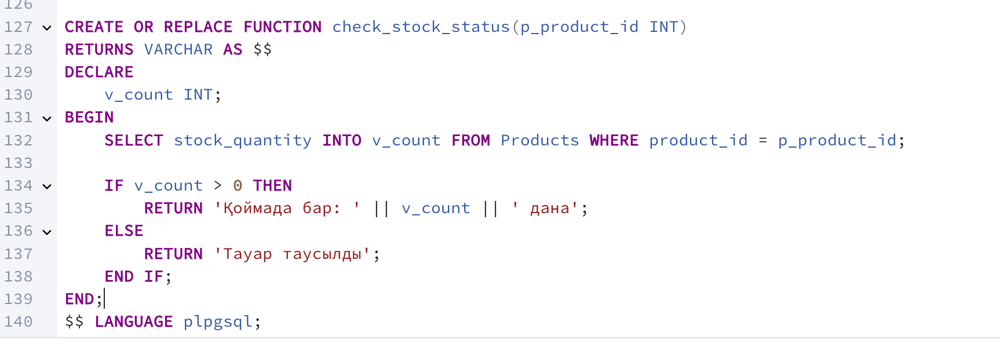 126
127 CREATE OR REPLACE FUNCTION check_stock_status(p_product_id INT)
128 RETURNS VARCHAR AS $$
129 DECLARE
130     v_count INT;
131 BEGIN
132     SELECT stock_quantity INTO v_count FROM Products WHERE product_id = p_product_id;
133
134     IF v_count > 0 THEN
135         RETURN 'Қоймада бар: ' || v_count || ' дана';
136     ELSE
137         RETURN 'Тауар таусылды';
138     END IF;
139 END;
140 $$ LANGUAGE plpgsql;